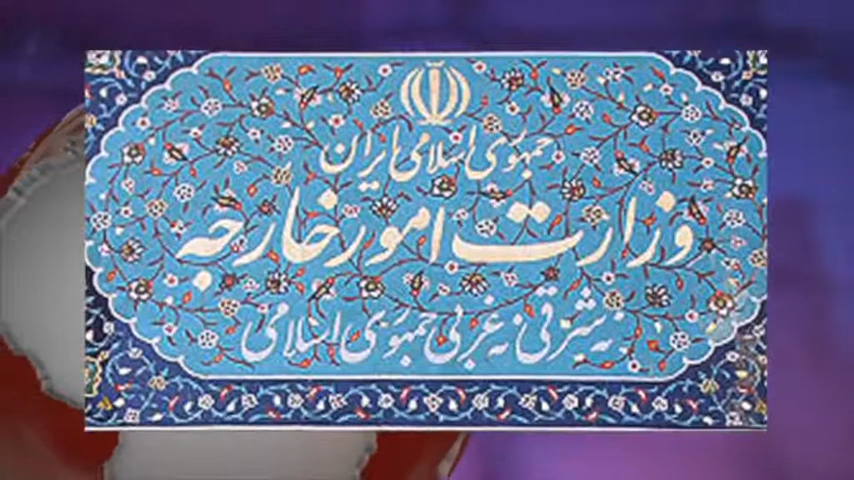 جمهوری اسلامی ایران
وزارت امور خارجه
نه شرقی نه غربی جمهوری اسلامی